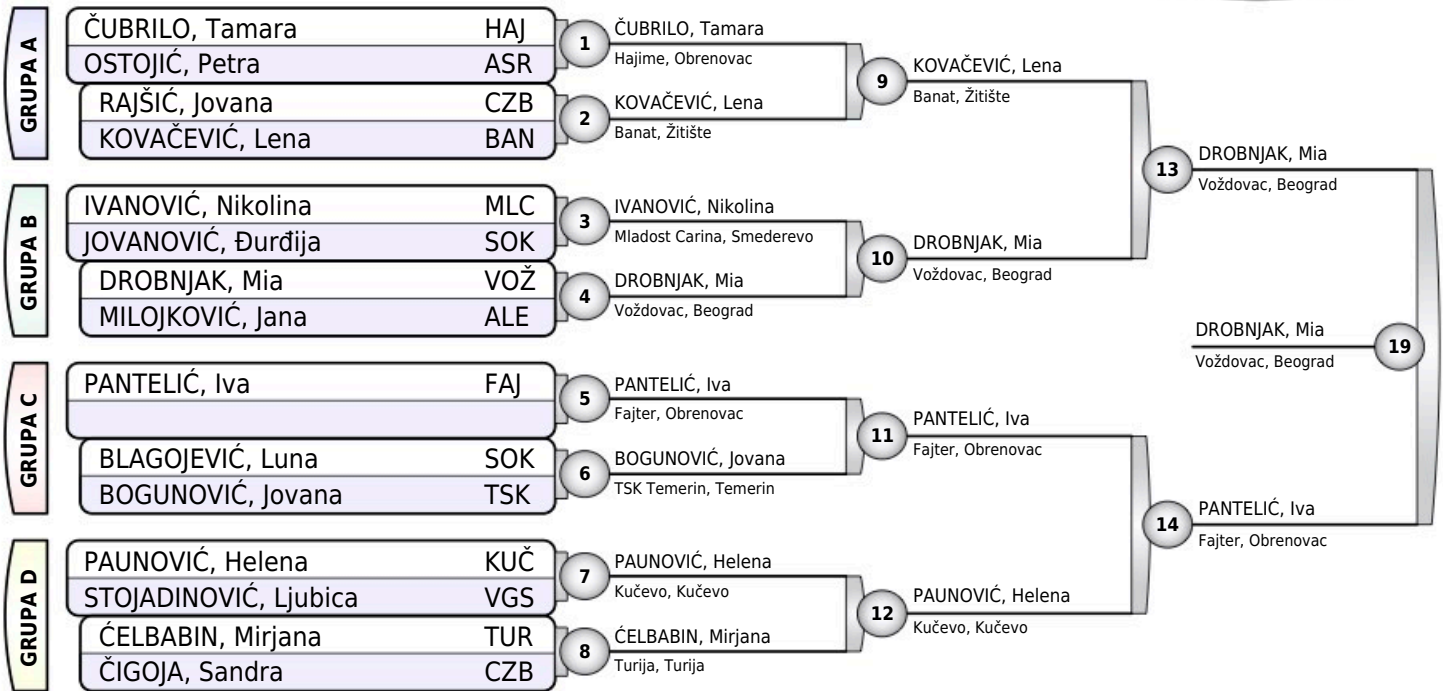 GRUPA A
ČUBRILO, Tamara HAJ
OSTOJIĆ, Petra ASR
RAJŠIĆ, Jovana CZB
KOVAČEVIĆ, Lena BAN
GRUPA B
IVANOVIĆ, Nikolina MLC
JOVANOVIĆ, Đurđija SOK
DROBNJAK, Mia VOŽ
MILOJKOVIĆ, Jana ALE
GRUPA C
PANTELIĆ, Iva FAJ
BLAGOJEVIĆ, Luna SOK
BOGUNOVIĆ, Jovana TSK
GRUPA D
PAUNOVIĆ, Helena KUČ
STOJADINOVIĆ, Ljubica VGS
ĆELBABIN, Mirjana TUR
ČIGOJA, Sandra CZB
1
ČUBRILO, Tamara
Hajime, Obrenovac
2
KOVAČEVIĆ, Lena
Banat, Žitište
3
IVANOVIĆ, Nikolina
Mladost Carina, Smederevo
4
DROBNJAK, Mia
Voždovac, Beograd
5
PANTELIĆ, Iva
Fajter, Obrenovac
6
BOGUNOVIĆ, Jovana
TSK Temerin, Temerin
7
PAUNOVIĆ, Helena
Kučevo, Kučevo
8
ĆELBABIN, Mirjana
Turija, Turija
9
KOVAČEVIĆ, Lena
Banat, Žitište
10
DROBNJAK, Mia
Voždovac, Beograd
11
PANTELIĆ, Iva
Fajter, Obrenovac
12
PAUNOVIĆ, Helena
Kučevo, Kučevo
13
DROBNJAK, Mia
Voždovac, Beograd
14
PANTELIĆ, Iva
Fajter, Obrenovac
DROBNJAK, Mia
Voždovac, Beograd
19